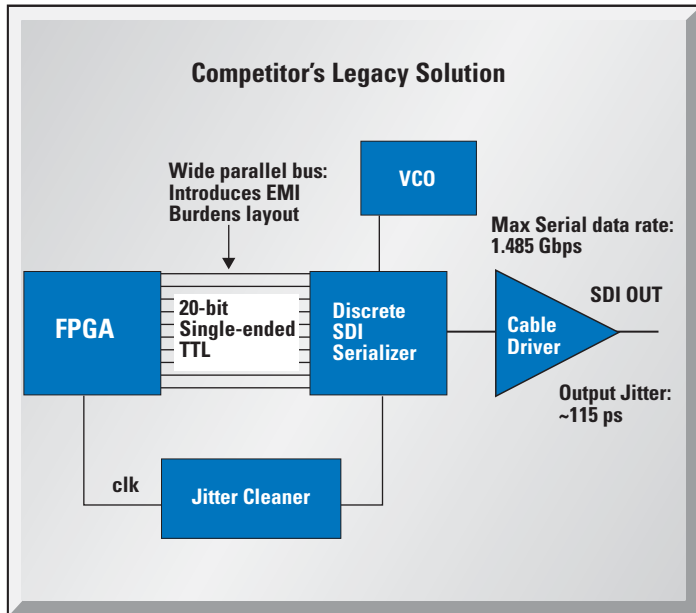 Competitor’s Legacy Solution
Wide parallel bus:
Introduces EMI
Burdens layout
VCO
Max Serial data rate:
1.485 Gbps
FPGA
20-bit
Single-ended
TTL
Discrete
SDI
Serializer
Cable
Driver
SDI OUT
Output Jitter:
~115 ps
clk
Jitter Cleaner